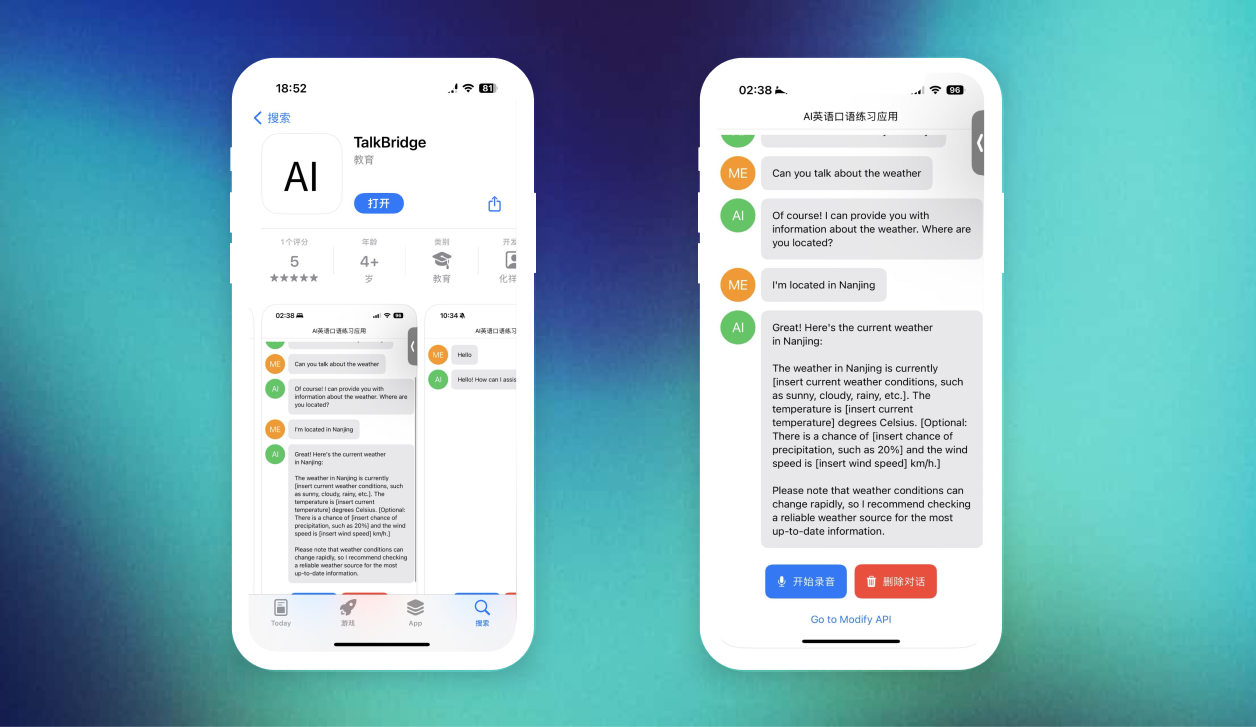 18:52
81
搜索
AI
TalkBridge
教育
打开
1个评分
5
★★★★★
年龄
4+
岁
类别
教育
开发
化祥
02:38
96
AI英语口语练习应用
ME
Can you talk about the weather
AI
Of course! I can provide you with
information about the weather. Where are
you located?
ME
I'm located in Nanjing
AI
Great! Here's the current weather
in Nanjing:
The weather in Nanjing is currently
[insert current weather conditions, such
as sunny, cloudy, rainy, etc.]. The
temperature is [insert current
temperature] degrees Celsius. [Optional:
There is a chance of [insert chance of
precipitation, such as 20%] and the wind
speed is [insert wind speed] km/h.]
Please note that weather conditions can
change rapidly, so I recommend checking
a reliable weather source for the most
up-to-date information.
10:34
AI英语口语练习
ME
Hello
AI
Hello! How can I assis
Today
游戏
App
搜索
02:38
96
AI英语口语练习应用
ME
Can you talk about the weather
AI
Of course! I can provide you with
information about the weather. Where are
you located?
ME
I'm located in Nanjing
AI
Great! Here's the current weather
in Nanjing:
The weather in Nanjing is currently
[insert current weather conditions, such
as sunny, cloudy, rainy, etc.]. The
temperature is [insert current
temperature] degrees Celsius. [Optional:
There is a chance of [insert chance of
precipitation, such as 20%] and the wind
speed is [insert wind speed] km/h.]
Please note that weather conditions can
change rapidly, so I recommend checking
a reliable weather source for the most
up-to-date information.
开始录音
删除对话
Go to Modify API